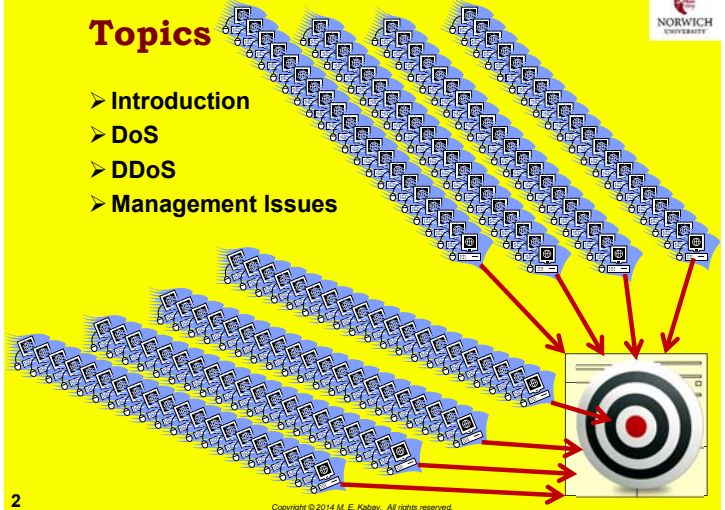 Topics
NORWICH
UNIVERSITY
➢ Introduction
➢ DoS
➢ DDoS
➢ Management Issues
2
Copyright © 2014 M. E. Kabay. All rights reserved.